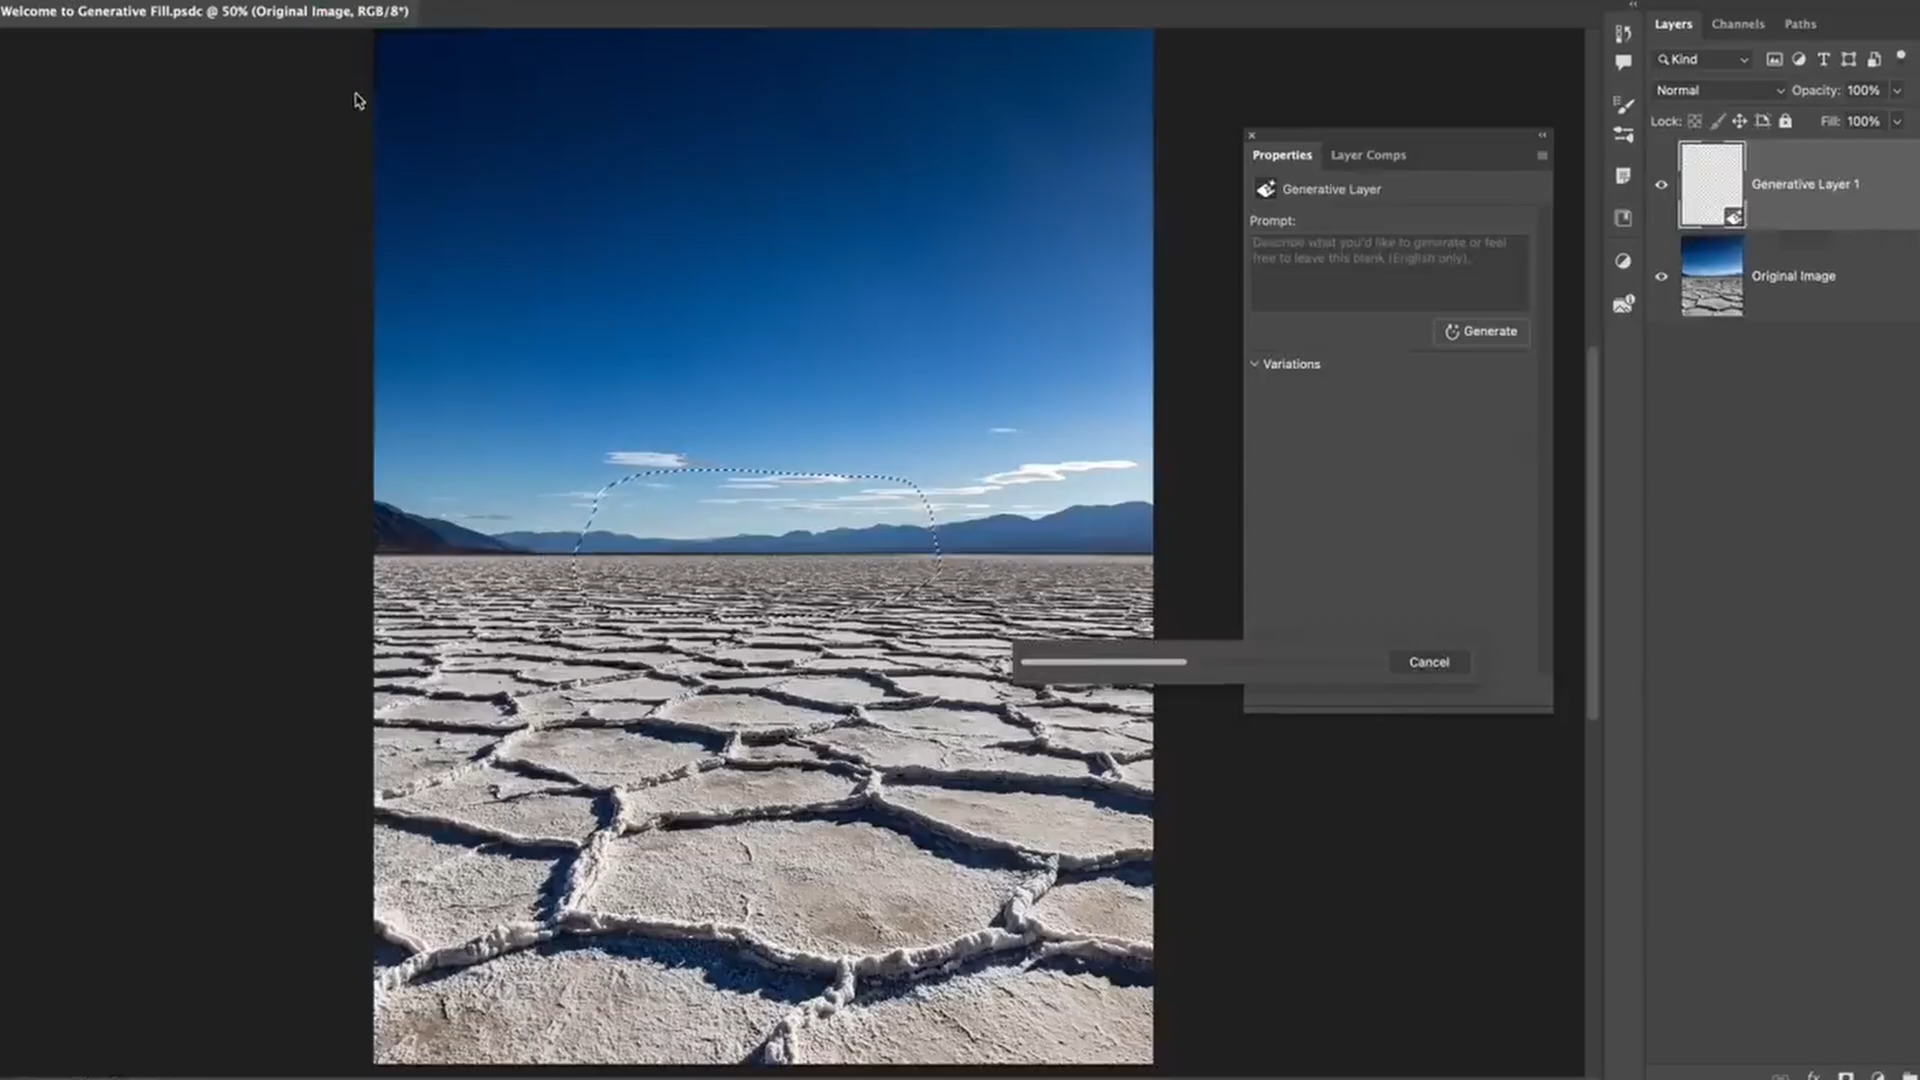 Welcome to Generative Fill.psdc @ 50% (Original Image, RGB/8*)
Layers
Channels
Paths
Kind
Normal
Opacity: 100%
Lock:
Fill: 100%
Generative Layer 1
Original Image
Properties
Layer Comps
Generative Layer
Prompt:
Describe what you'd like to generate or feel
free to leave this blank (English only).
Generate
Variations
Cancel
fx